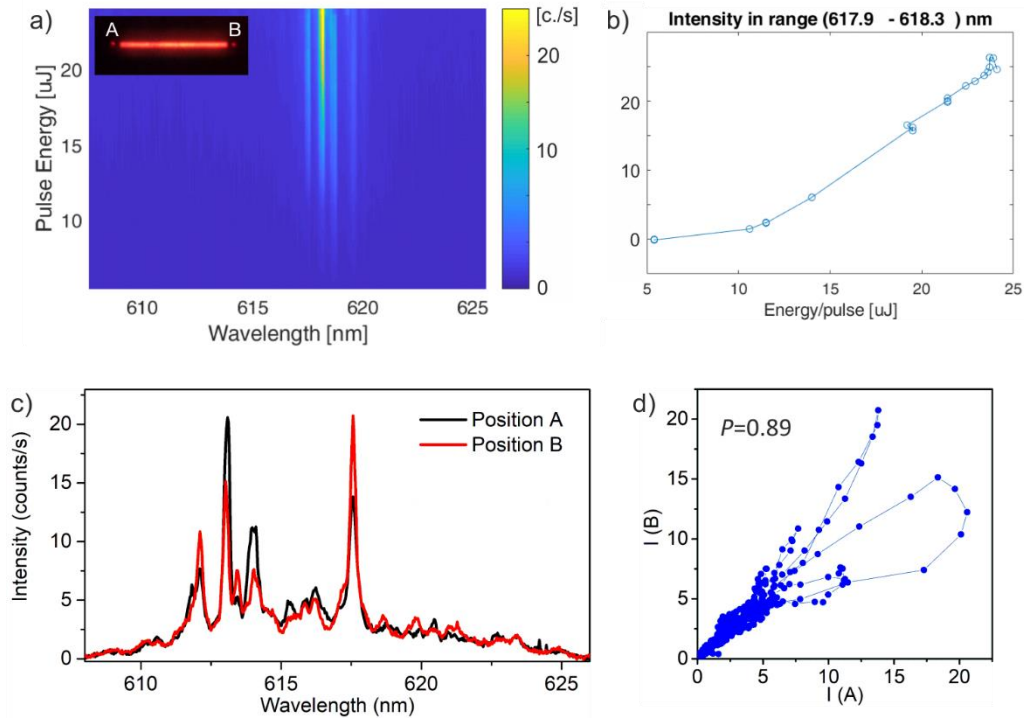 a)
A
B
[c./s]
20
10
0
Pulse Energy [uJ]
20
15
10
610
615
620
625
Wavelength [nm]
b)
Intensity in range (617.9 - 618.3 ) nm
30
20
10
0
5
10
15
20
25
Energy/pulse [uJ]
c)
Intensity (counts/s)
20
15
10
5
0
Position A
Position B
610
615
620
625
Wavelength (nm)
d)
P=0.89
I (B)
20
15
10
5
0
0
5
10
15
20
I (A)